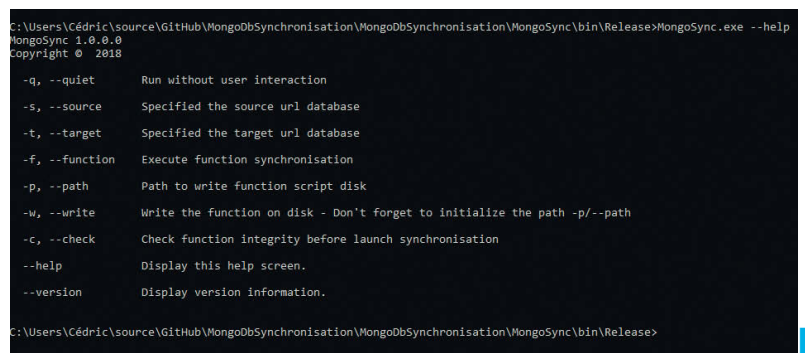 C:\Users\Cédric\source\GitHub\MongoDbSynchronisation\MongoDbSynchronisation\MongoSync\bin\Release>MongoSync.exe --help
MongoSync 1.0.0.0
Copyright © 2018
-q, --quiet Run without user interaction
-s, --source Specified the source url database
-t, --target Specified the target url database
-f, --function Execute function synchronisation
-p, --path Path to write function script disk
-w, --write Write the function on disk - Don't forget to initialize the path -p/--path
-c, --check Check function integrity before launch synchronisation
--help Display this help screen.
--version Display version information.
C:\Users\Cédric\source\GitHub\MongoDbSynchronisation\MongoDbSynchronisation\MongoSync\bin\Release>